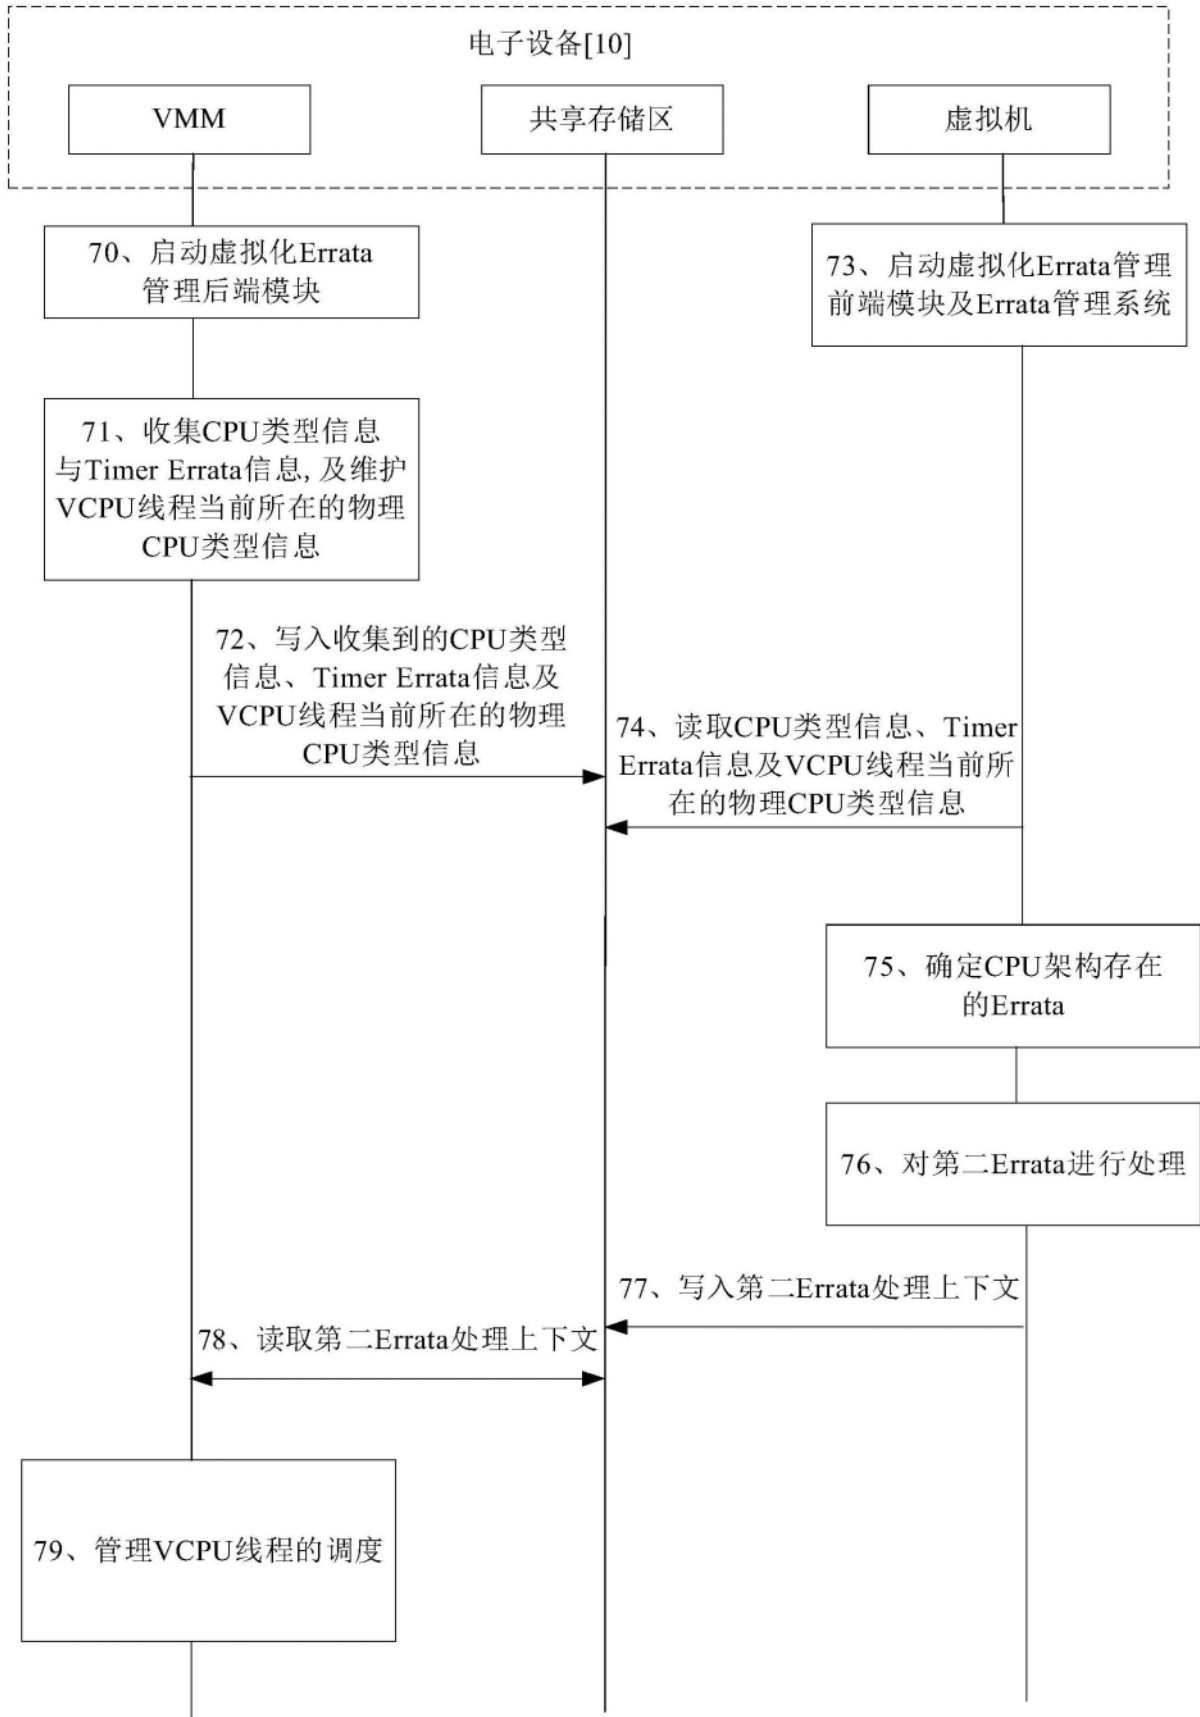 电子设备[10]
VMM
共享存储区
虚拟机
70、启动虚拟化Errata
管理后端模块
73、启动虚拟化Errata管理
前端模块及Errata管理系统
71、收集CPU类型信息
与Timer Errata信息, 及维护
VCPU线程当前所在的物理
CPU类型信息
72、写入收集到的CPU类型
信息、Timer Errata信息及
VCPU线程当前所在的物理
CPU类型信息
74、读取CPU类型信息、Timer
Errata信息及VCPU线程当前所
在的物理CPU类型信息
75、确定CPU架构存在
的Errata
76、对第二Errata进行处理
77、写入第二Errata处理上下文
78、读取第二Errata处理上下文
79、管理VCPU线程的调度